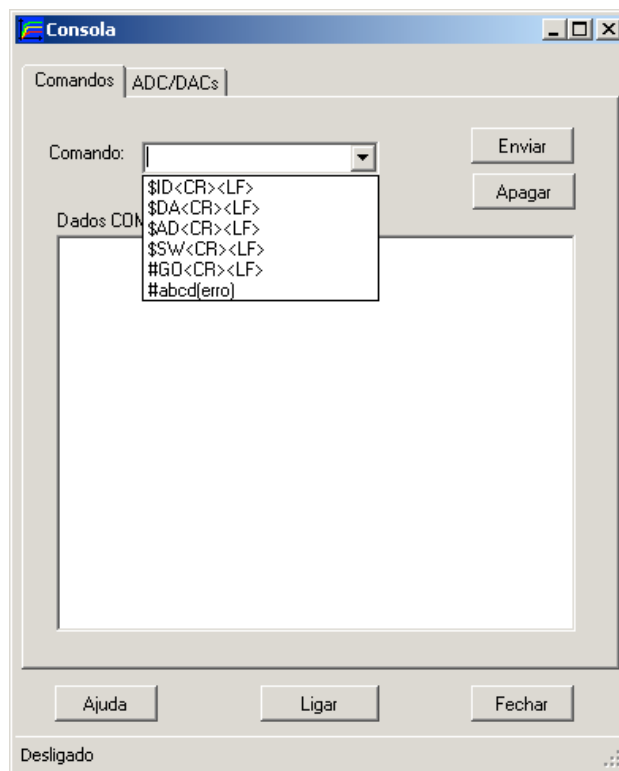 Consola
Comandos
ADC/DACs
Comando:
Enviar
Apagar
$ID<CR><LF>
$DA<CR><LF>
$AD<CR><LF>
$SW<CR><LF>
#GO<CR><LF>
#abcd(erro)
Dados COM
Ajuda
Ligar
Fechar
Desligado